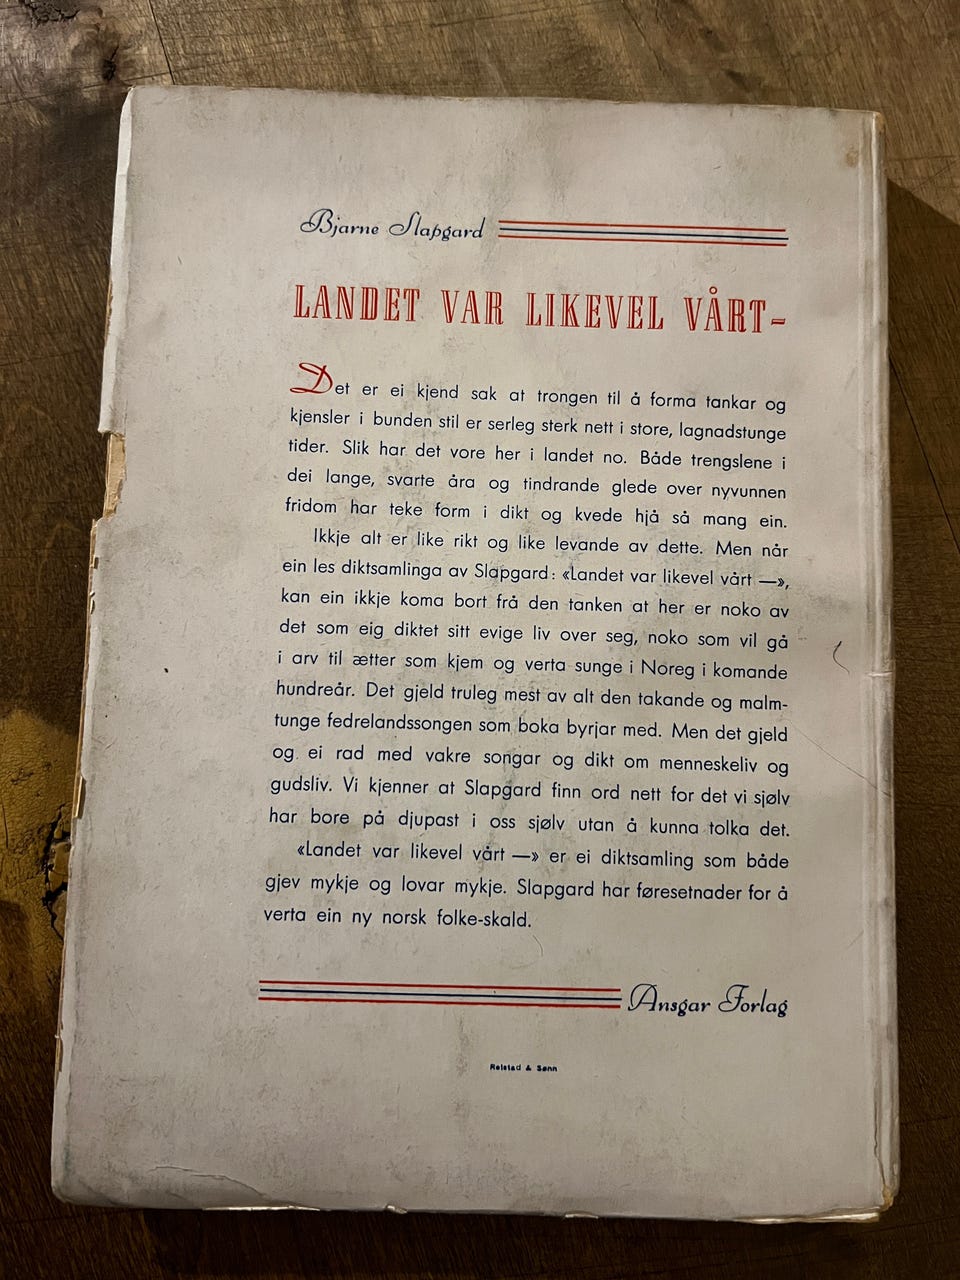 Bjarne Slapgard
LANDET VAR LIKEVEL VÅRT-
Det er ei kjend sak at trongen til å forma tankar og
kjensler i bunden stil er serleg sterk nett i store, lagnadstunge
tider. Slik har det vore her i landet no. Både trengslene i
dei lange, svarte åra og tindrande glede over nyvunnen
fridom har teke form i dikt og kvede hjå så mang ein.
Ikkje alt er like rikt og like levande av dette. Men når
ein les diktsamlinga av Slapgard: «Landet var likevel vårt —»,
kan ein ikkje koma bort frå den tanken at her er noko av
det som eig diktet sitt evige liv over seg, noko som vil gå
i arv til ætter som kjem og verta sunge i Noreg i komande
hundreår. Det gjeld truleg mest av alt den takande og malm-
tunge fedrelandssongen som boka byrjar med. Men det gjeld
og ei rad med vakre songar og dikt om menneskeliv og
gudsliv. Vi kjenner at Slapgard finn ord nett for det vi sjølv
har bore på djupast i oss sjølv utan å kunna tolka det.
«Landet var likevel vårt —» er ei diktsamling som både
gjev mykje og lovar mykje. Slapgard har føresetnader for å
verta ein ny norsk folke-skald.
Ansgar Forlag
Reistad & Sønn